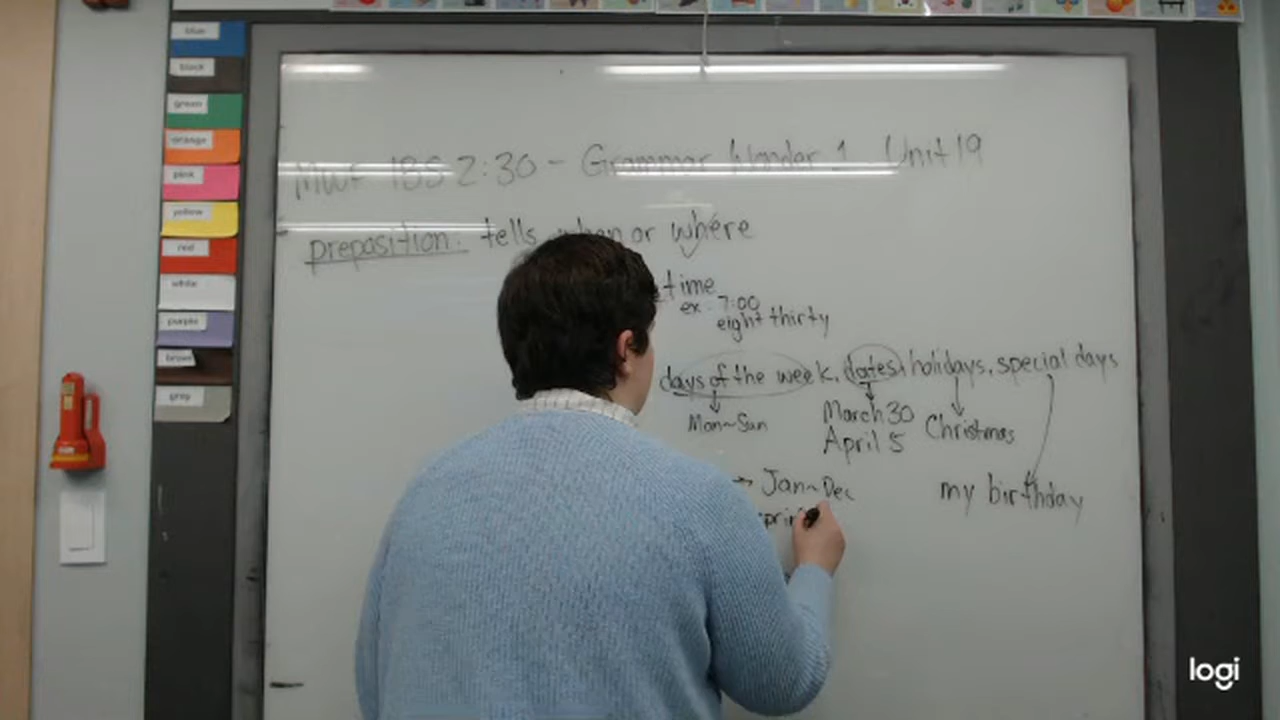 blue
black
green
orange
pink
yellow
red
white
purple
brown
gray
MWF 1BS 2:30 - Grammar Wonder 1 Unit 19
preposition: tells when or where
time
ex: 7:00
eight thirty
days of the week, dates, holidays, special days
Mon~Sun
March 30
April 5
Christmas
my birthday
Jan~Dec
logi